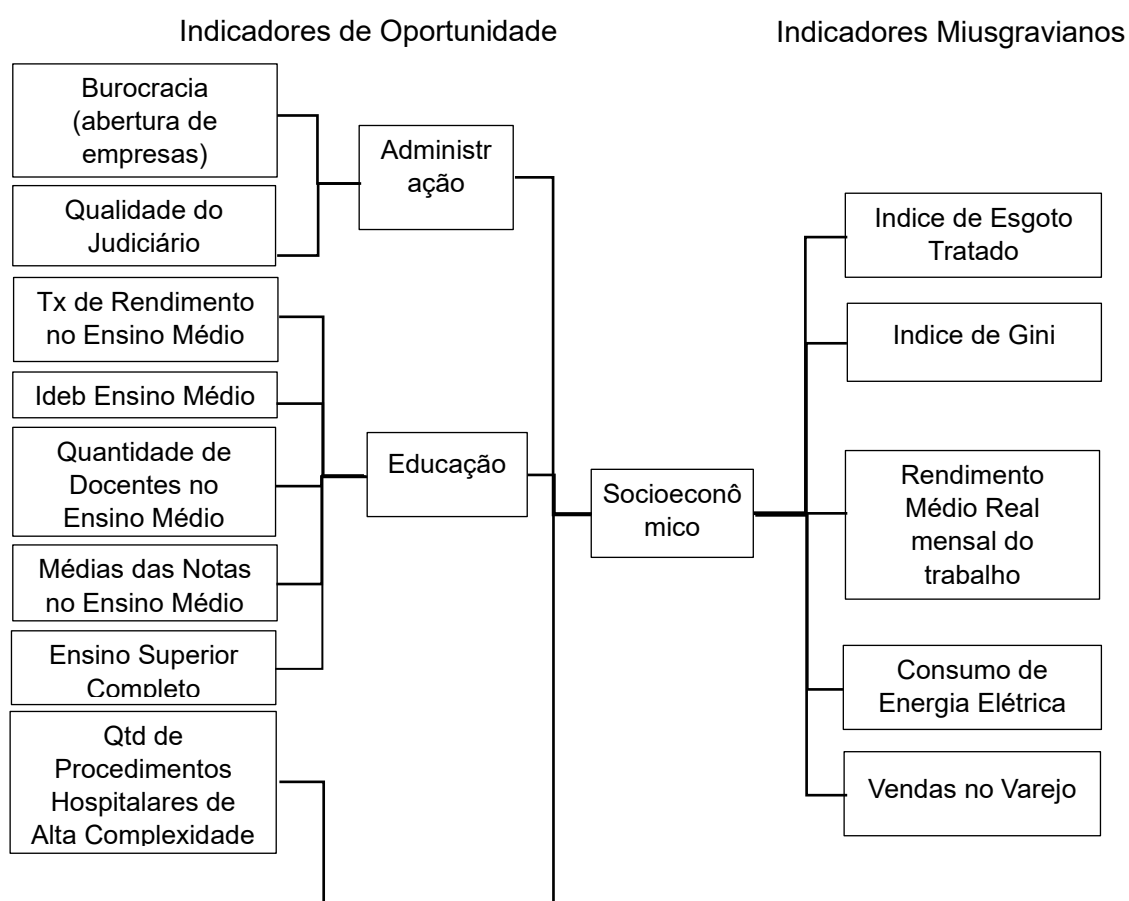 Indicadores de Oportunidade
Indicadores Miusgravianos
Burocracia
(abertura de
empresas)
Qualidade do
Judiciário
Tx de Rendimento
no Ensino Médio
Ideb Ensino Médio
Quantidade de
Docentes no
Ensino Médio
Médias das Notas
no Ensino Médio
Ensino Superior
Completo
Qtd de
Procedimentos
Hospitalares de
Alta Complexidade
Administr
ação
Educação
Socioeconô
mico
Indice de Esgoto
Tratado
Indice de Gini
Rendimento
Médio Real
mensal do
trabalho
Consumo de
Energia Elétrica
Vendas no Varejo